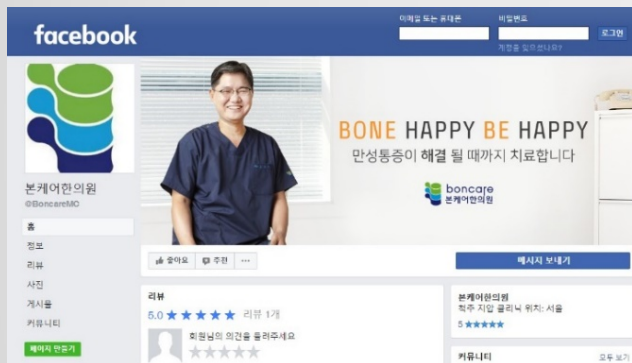 facebook
이메일 또는 휴대폰
비밀번호
로그인
계정을 잊으셨나요?
BONE HAPPY BE HAPPY
만성통증이 해결 될 때까지 치료합니다
boncare
본케어한의원
본케어한의원
@BoncareMC
홈
정보
리뷰
사진
게시물
커뮤니티
페이지 만들기
좋아요
추천
···
메시지 보내기
리뷰
5.0 ★★★★★ 리뷰 1개
회원님의 의견을 들려주세요
본케어한의원
척추 지압 클리닉 위치: 서울
5 ★★★★★
커뮤니티
모두 보기